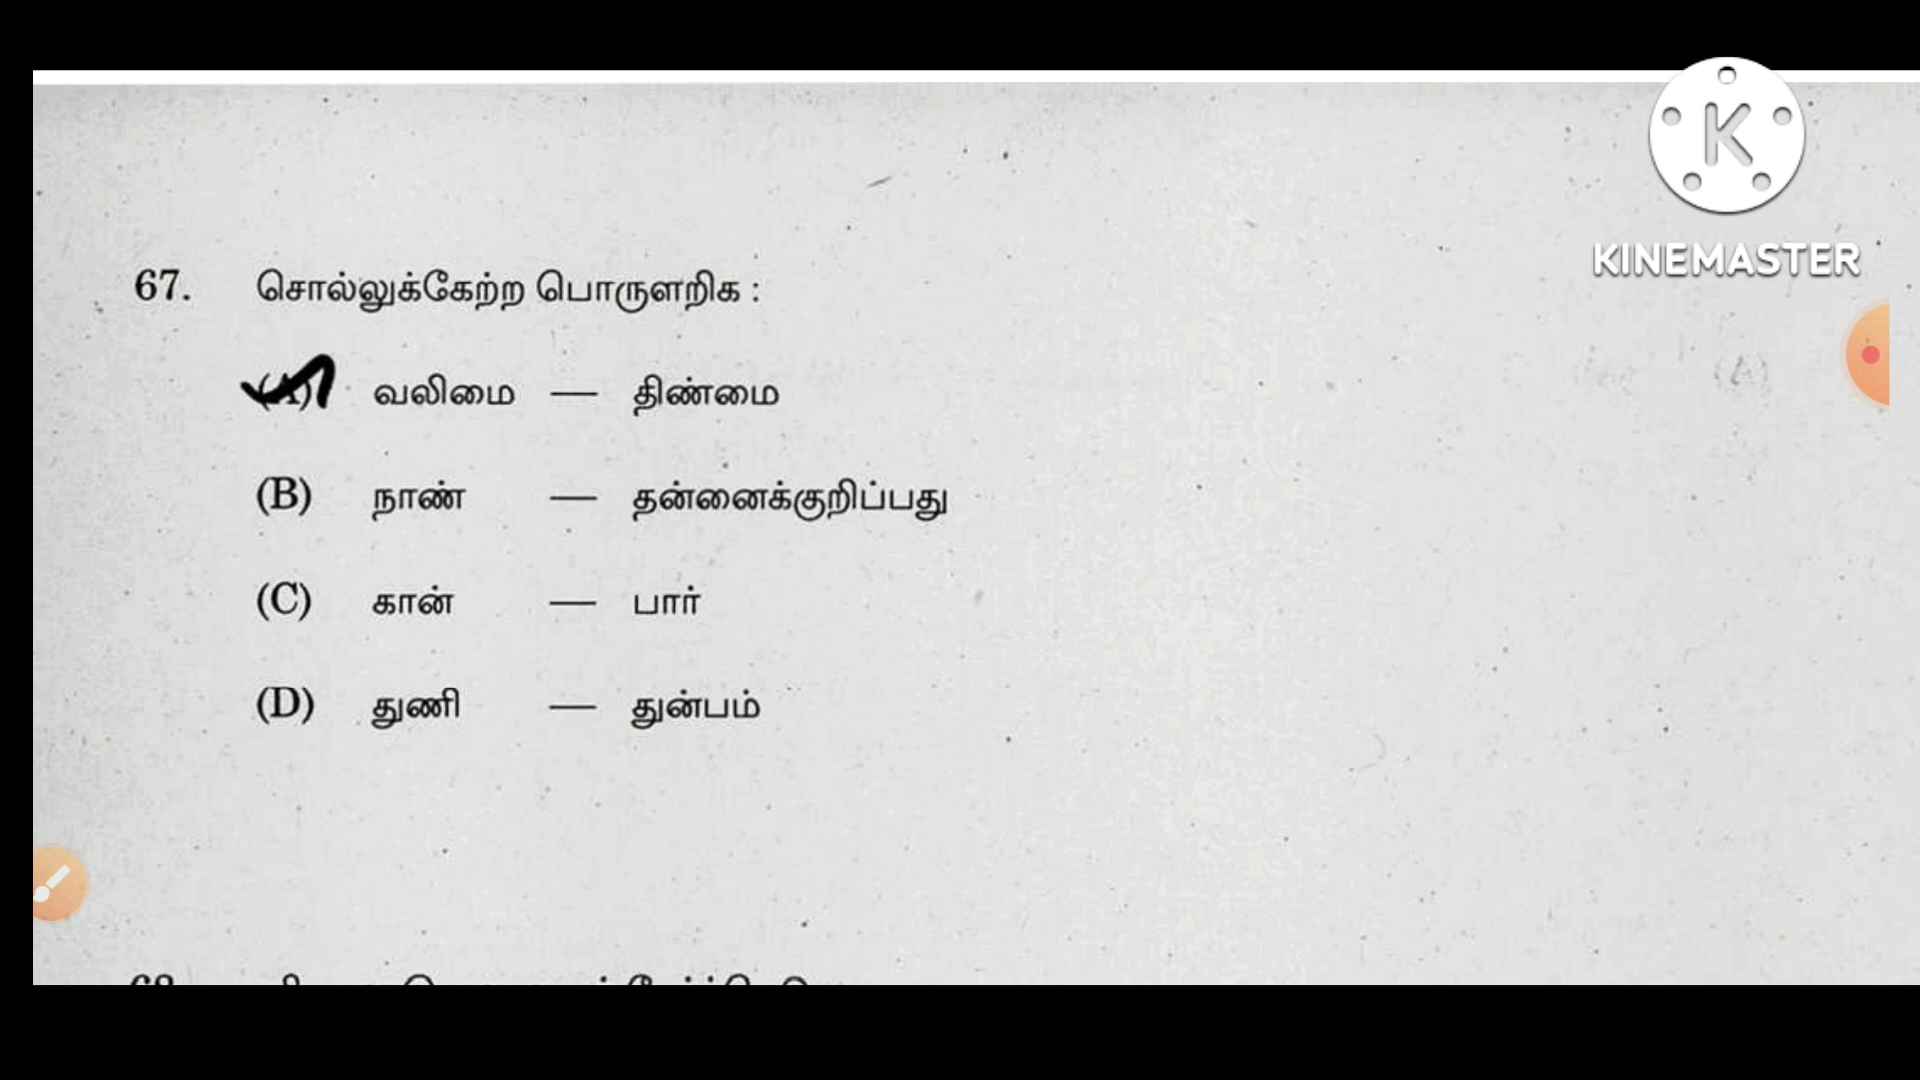 K
KINEMASTER
67. சொல்லுக்கேற்ற பொருளறிக :
(A) வலிமை — திண்மை
(B) நாண் — தன்னைக்குறிப்பது
(C) கான் — பார்
(D) துணி — துன்பம்